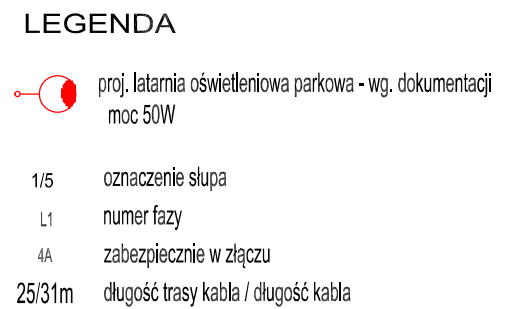 LEGENDA
proj. latarnia oświetleniowa parkowa - wg. dokumentacji
moc 50W
1/5 oznaczenie słupa
L1 numer fazy
4A zabezpiecznie w złączu
25/31m długość trasy kabla / długość kabla